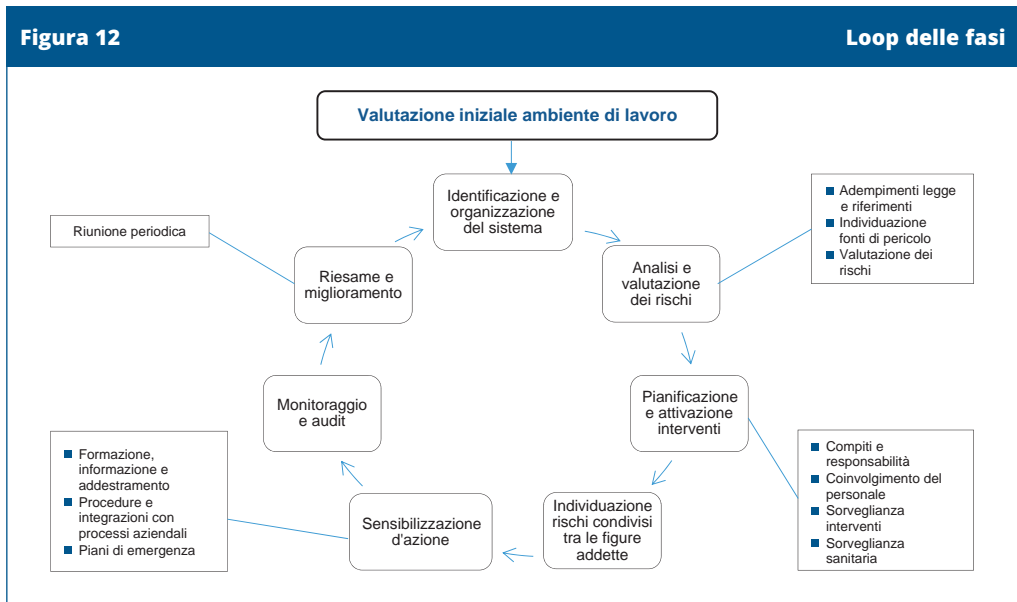 Figura 12
Loop delle fasi
Valutazione iniziale ambiente di lavoro
Identificazione e
organizzazione
del sistema
Adempimenti legge
e riferimenti
Individuazione
fonti di pericolo
Valutazione dei
rischi
Riunione periodica
Riesame e
miglioramento
Analisi e
valutazione
dei rischi
Monitoraggio
e audit
Pianificazione
e attivazione
interventi
Formazione,
informazione e
addestramento
Procedure e
integrazioni con
processi aziendali
Piani di emergenza
Compiti e
responsabilità
Coinvolgimento del
personale
Sorveglianza
interventi
Sorveglianza
sanitaria
Sensibilizzazione
d'azione
Individuazione
rischi condivisi
tra le figure
addette